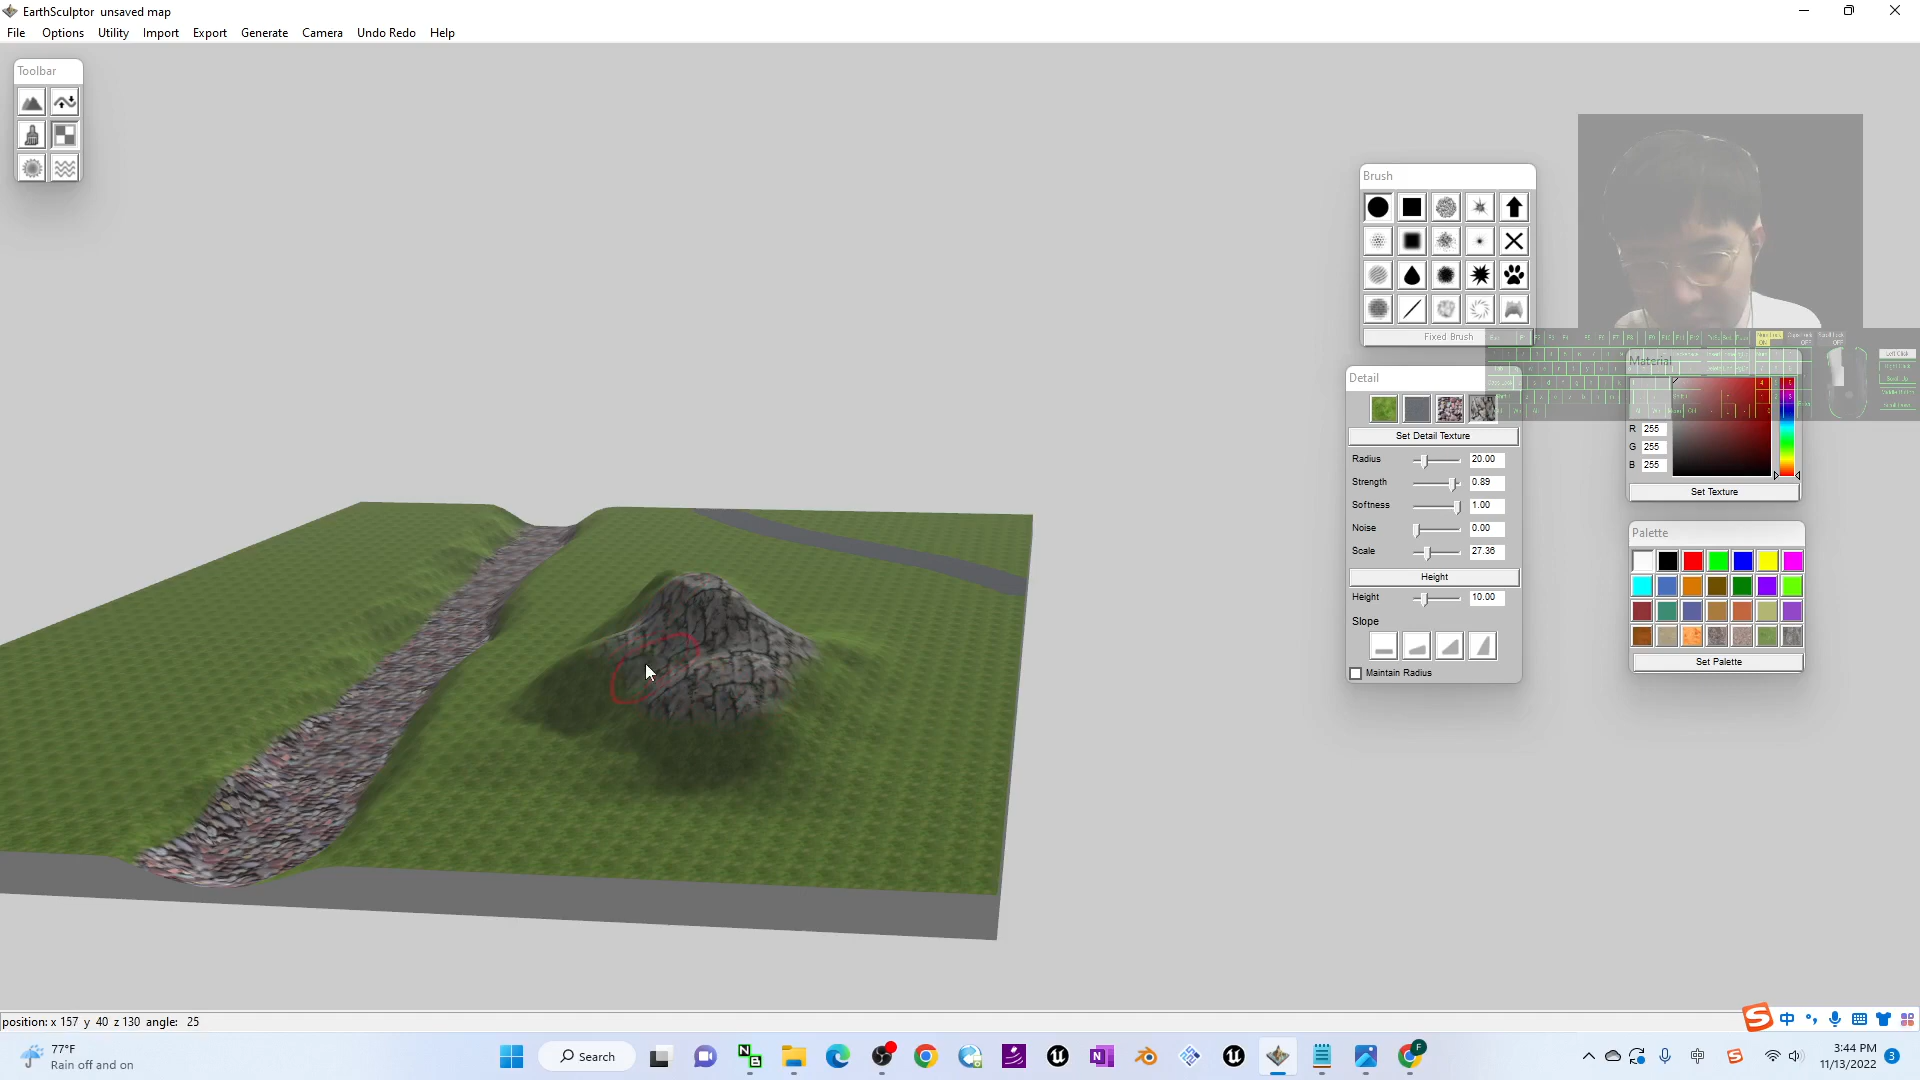 EarthSculptor unsaved map
File Options Utility Import Export Generate Camera Undo Redo Help
Toolbar
Brush
Fixed Brush
Detail
Set Detail Texture
Radius 20.00
Strength 0.89
Softness 1.00
Noise 0.00
Scale 27.36
Height
Height 10.00
Slope
Maintain Radius
Material
R 255
G 255
B 255
Set Texture
Palette
Set Palette
position: x 157 y 40 z 130 angle: 25
中
77°F
Rain off and on
Search
中
3:44 PM
11/13/2022
3